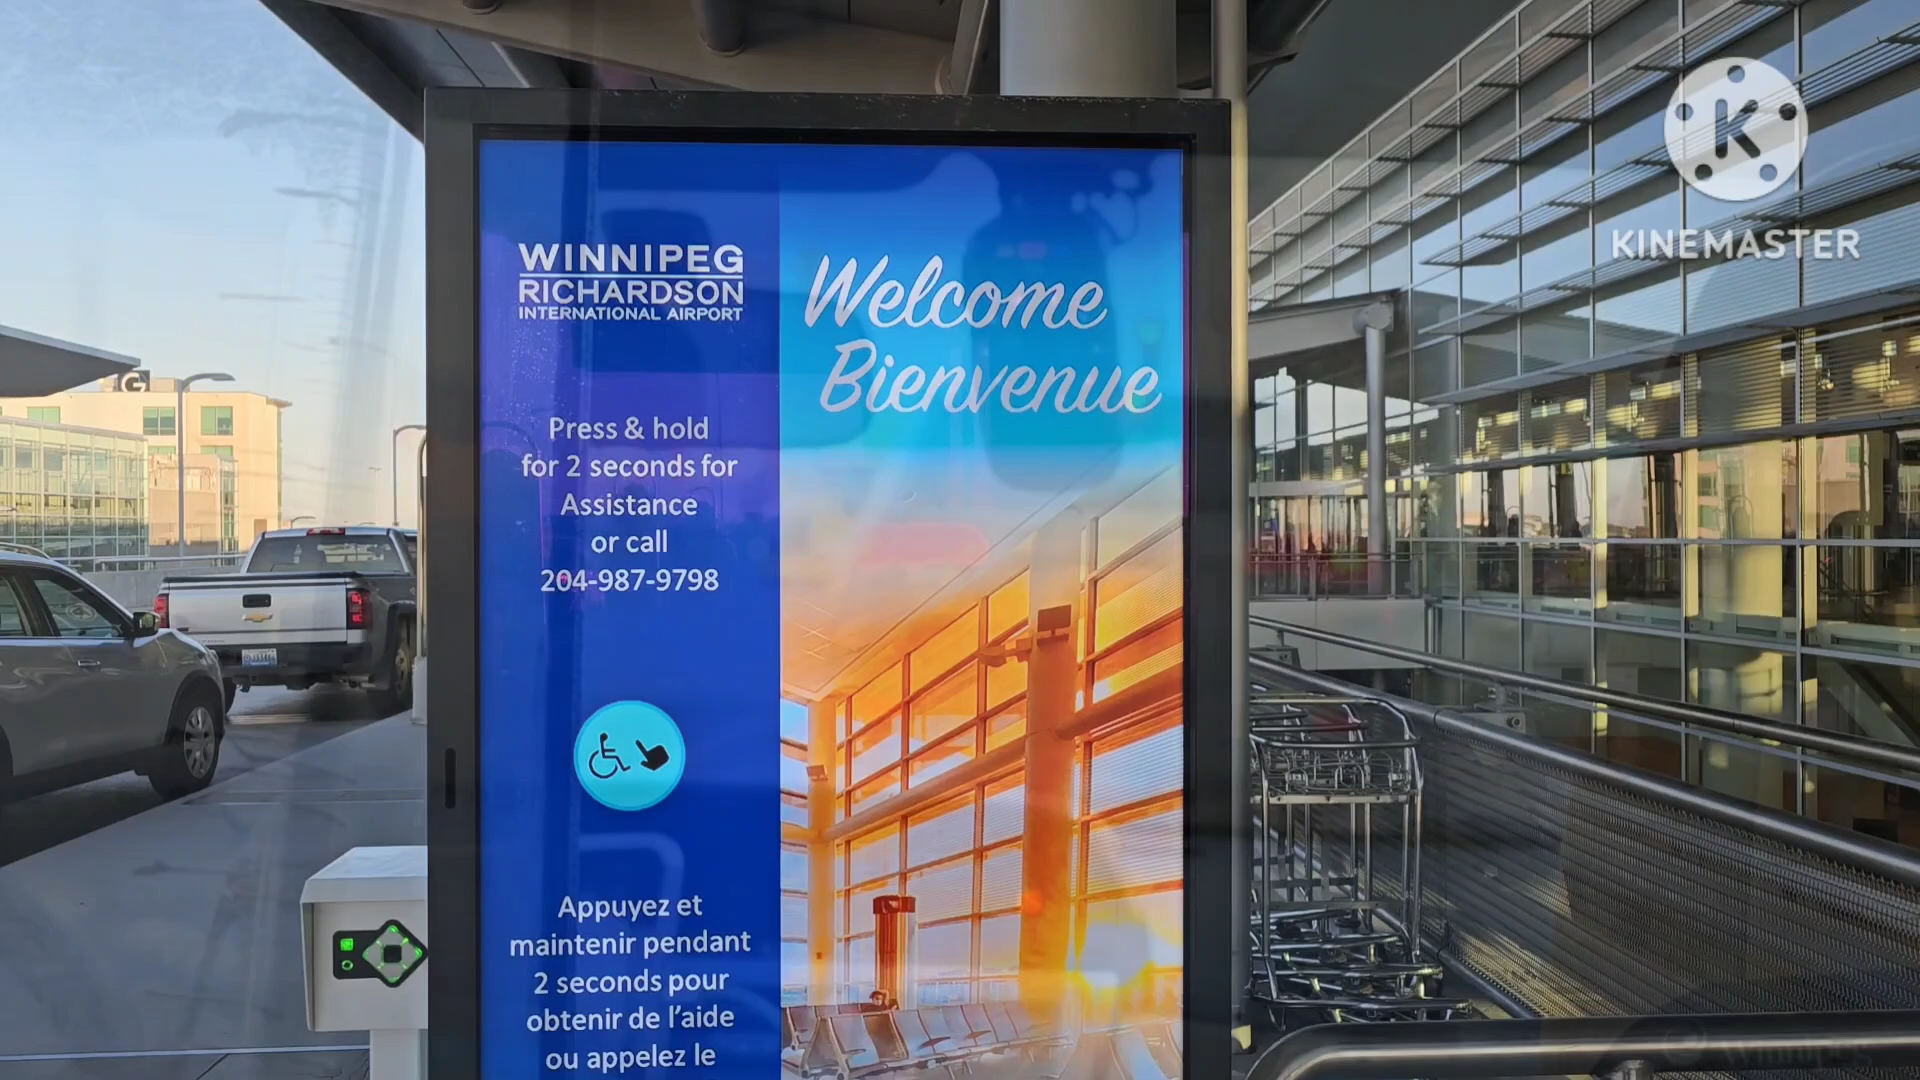 WINNIPEG
RICHARDSON
INTERNATIONAL AIRPORT
Press & hold
for 2 seconds for
Assistance
or call
204-987-9798
Appuyez et
maintenir pendant
2 seconds pour
obtenir de l'aide
ou appelez le
Welcome
Bienvenue
G
K
KINEMASTER
Winnipeg